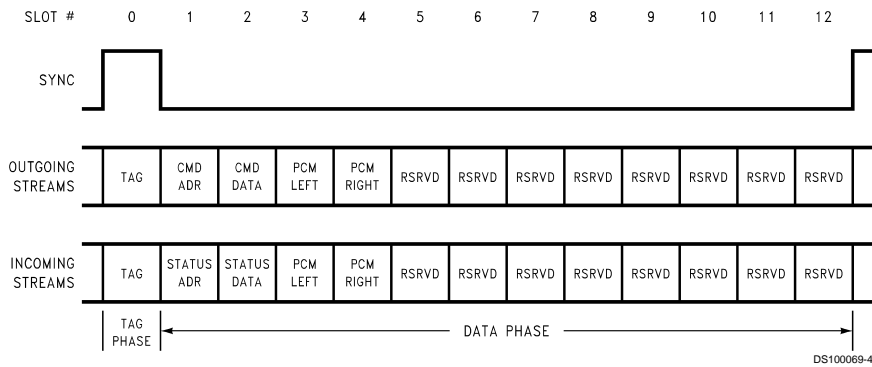 SLOT # 0 1 2 3 4 5 6 7 8 9 10 11 12
SYNC
OUTGOING STREAMS TAG CMD ADR CMD DATA PCM LEFT PCM RIGHT RSRVD RSRVD RSRVD RSRVD RSRVD RSRVD RSRVD RSRVD
INCOMING STREAMS TAG STATUS ADR STATUS DATA PCM LEFT PCM RIGHT RSRVD RSRVD RSRVD RSRVD RSRVD RSRVD RSRVD RSRVD
TAG PHASE DATA PHASE
DS100069-4